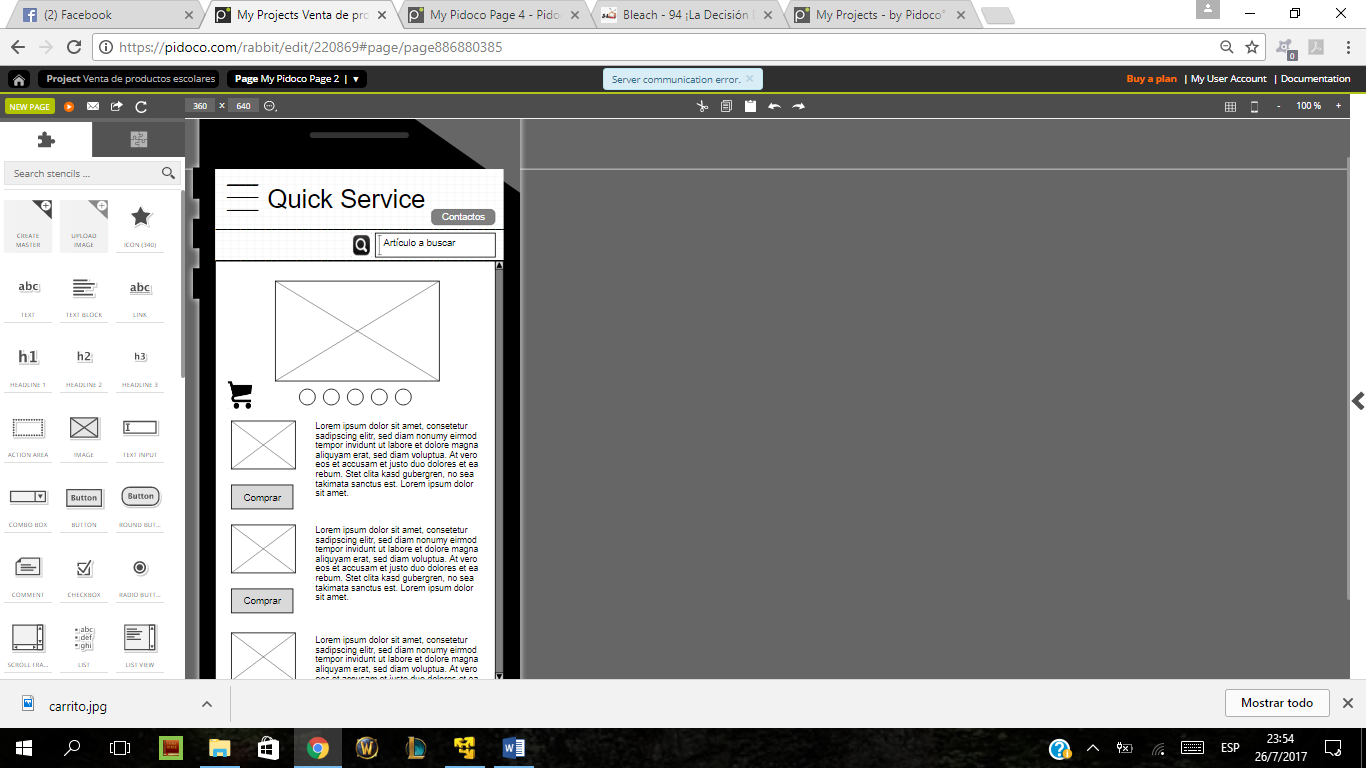 (2) Facebook
My Projects Venta de pro
My Pidoco Page 4 - Pido
Bleach - 94 ¡La Decisión
My Projects - by Pidoco°
https://pidoco.com/rabbit/edit/220869#page/page886880385
0
Project Venta de productos escolares
Page My Pidoco Page 2 | ▼
Server communication error. ×
Buy a plan | My User Account | Documentation
NEW PAGE
360 x 640
- 100 % +
Search stencils ...
CREATE MASTER
UPLOAD IMAGE
ICON (340)
abc
abc
TEXT
TEXT BLOCK
LINK
h1
h2
h3
HEADLINE 1
HEADLINE 2
HEADLINE 3
ACTION AREA
IMAGE
TEXT INPUT
Button
Button
COMBO BOX
BUTTON
ROUND BUT...
COMMENT
CHECKBOX
RADIO BUTT...
abc
def
ghi
SCROLL TRA...
LIST
LIST VIEW
Quick Service
Contactos
Artículo a buscar
Lorem ipsum dolor sit amet, consetetur
sadipscing elitr, sed diam nonumy eirmod
tempor invidunt ut labore et dolore magna
aliquyam erat, sed diam voluptua. At vero
eos et accusam et justo duo dolores et ea
rebum. Stet clita kasd gubergren, no sea
takimata sanctus est. Lorem ipsum dolor
sit amet.
Comprar
Lorem ipsum dolor sit amet, consetetur
sadipscing elitr, sed diam nonumy eirmod
tempor invidunt ut labore et dolore magna
aliquyam erat, sed diam voluptua. At vero
eos et accusam et justo duo dolores et ea
rebum. Stet clita kasd gubergren, no sea
takimata sanctus est. Lorem ipsum dolor
sit amet.
Comprar
Lorem ipsum dolor sit amet, consetetur
sadipscing elitr, sed diam nonumy eirmod
tempor invidunt ut labore et dolore magna
aliquyam erat, sed diam voluptua. At vero
eos et accusam et justo duo dolores et ea
carrito.jpg
Mostrar todo
ESP
23:54
26/7/2017